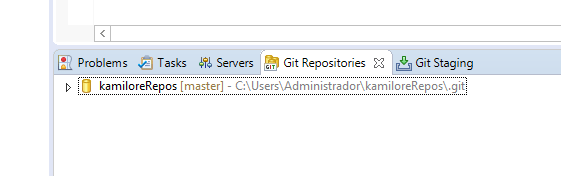 Problems Tasks Servers Git Repositories Git Staging
kamiloreRepos [master] - C:\Users\Administrador\kamiloreRepos\.git